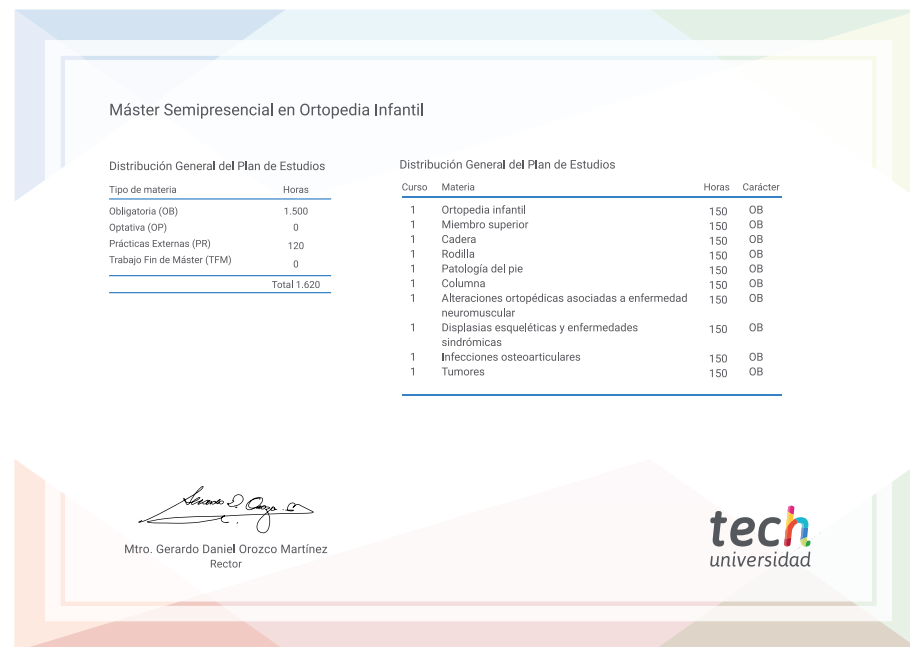 Máster Semipresencial en Ortopedia Infantil
Distribución General del Plan de Estudios
Tipo de materia Horas
Obligatoria (OB) 1.500
Optativa (OP) 0
Prácticas Externas (PR) 120
Trabajo Fin de Máster (TFM) 0
Total 1.620
Distribución General del Plan de Estudios
Curso Materia Horas Carácter
1 Ortopedia infantil 150 OB
1 Miembro superior 150 OB
1 Cadera 150 OB
1 Rodilla 150 OB
1 Patología del pie 150 OB
1 Columna 150 OB
1 Alteraciones ortopédicas asociadas a enfermedad 150 OB
neuromuscular
1 Displasias esqueléticas y enfermedades 150 OB
sindrómicas
1 Infecciones osteoarticulares 150 OB
1 Tumores 150 OB
Mtro. Gerardo Daniel Orozco Martínez
Rector
tech
universidad